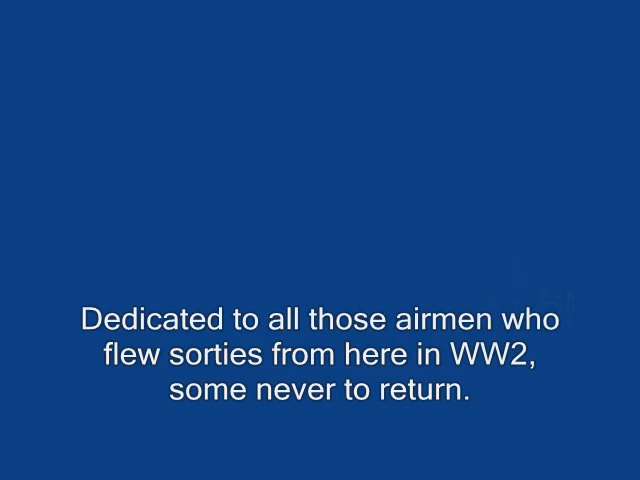 Dedicated to all those airmen who
flew sorties from here in WW2,
some never to return.